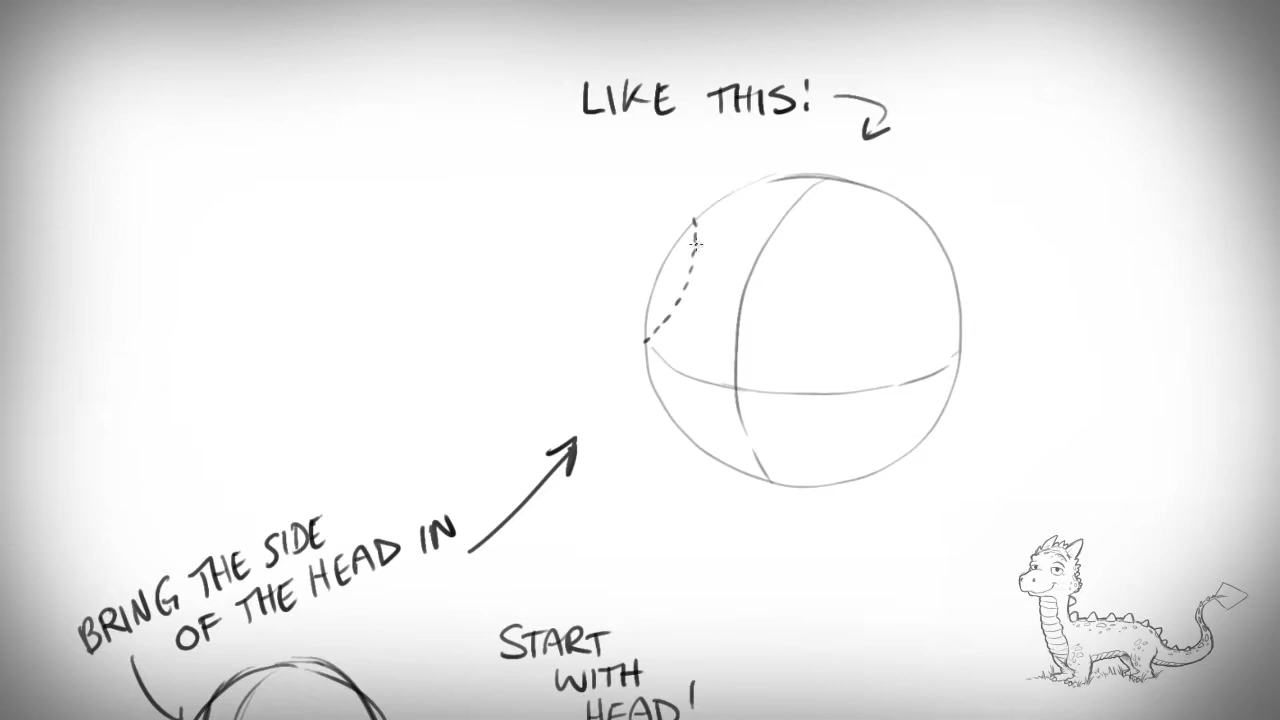 LIKE THIS!
BRING THE SIDE
OF THE HEAD IN
START
WITH
HEAD!